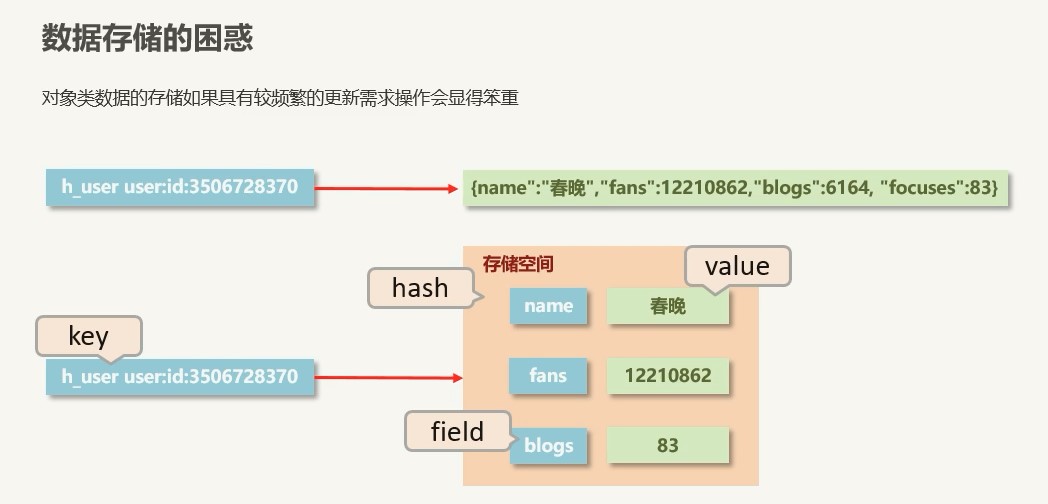 数据存储的困惑
对象类数据的存储如果具有较频繁的更新需求操作会显得笨重
h_user user:id:3506728370
{name":"春晚","fans":12210862,"blogs":6164, "focuses":83}
存储空间
value
hash
name
春晚
key
h_user user:id:3506728370
fans
12210862
field
blogs
83